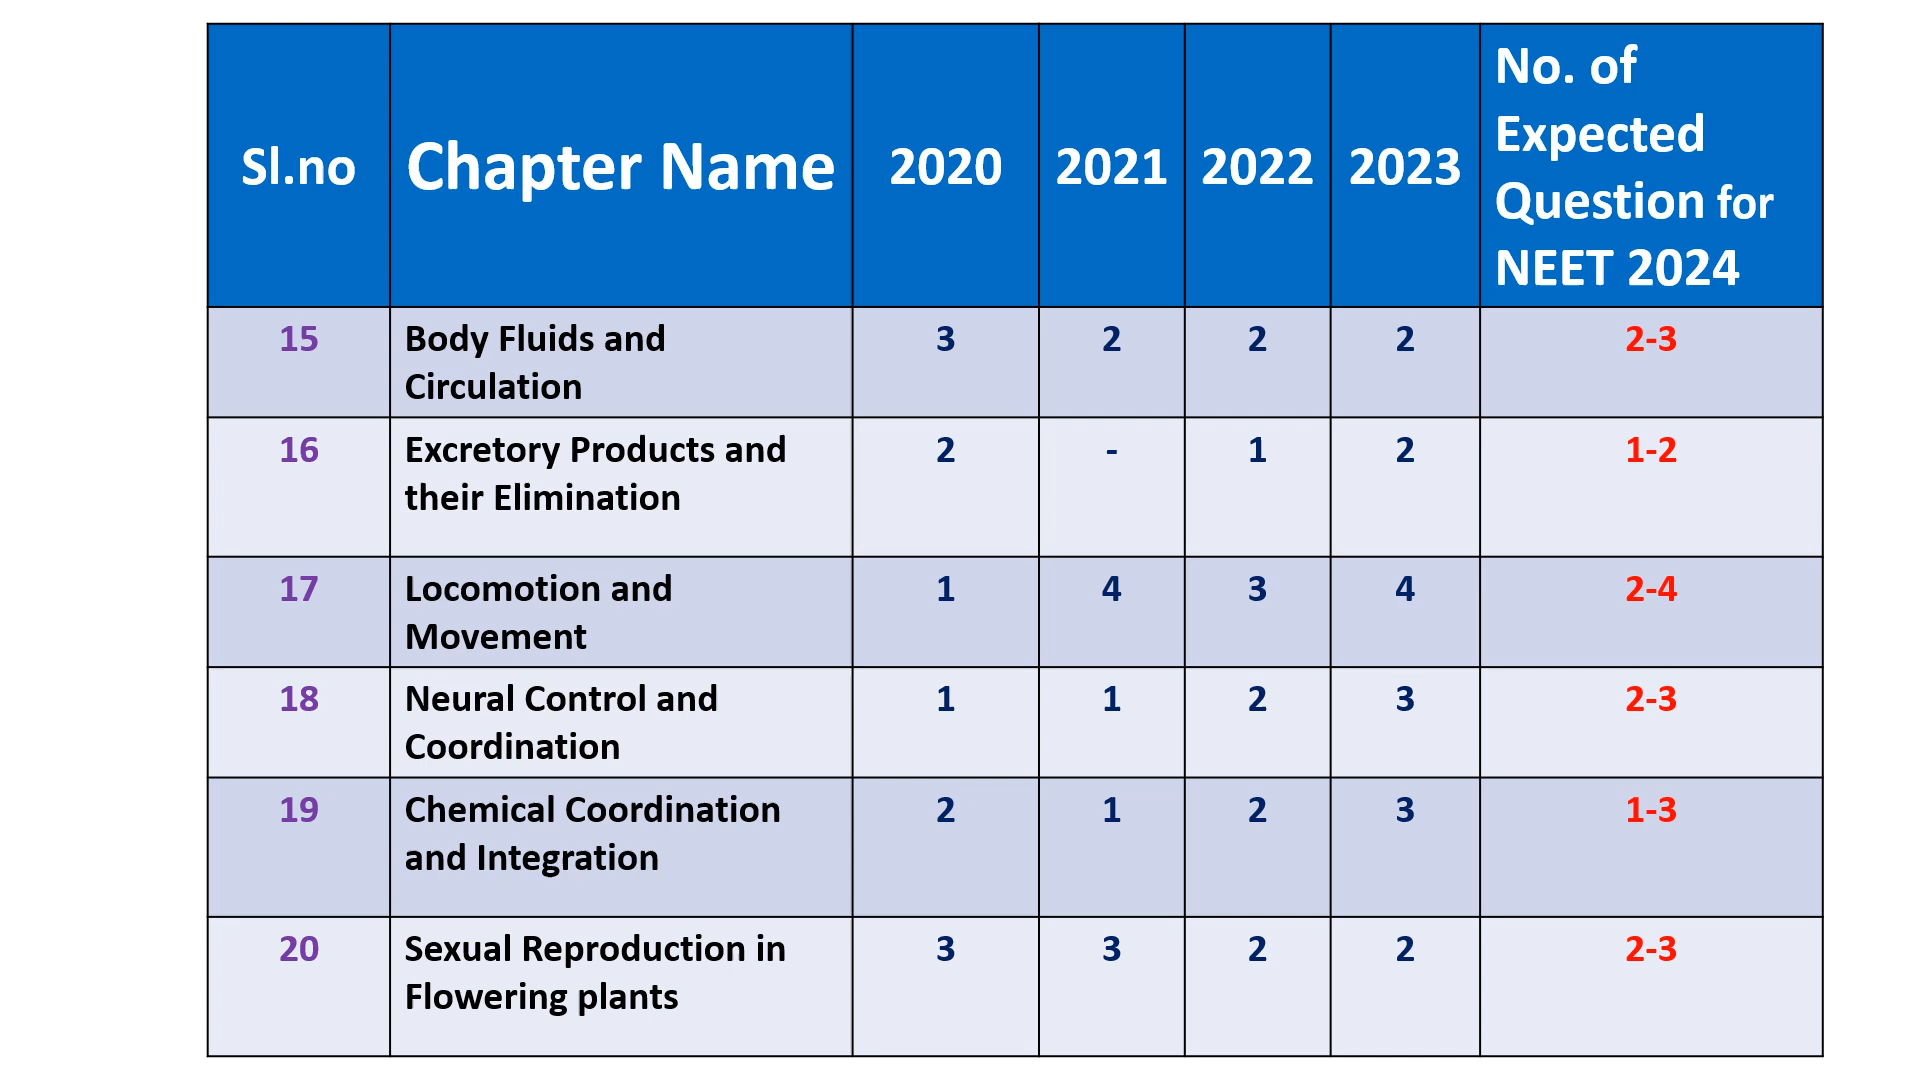 Sl.no Chapter Name 2020 2021 2022 2023 No. of
Expected
Question for
NEET 2024
15 Body Fluids and 3 2 2 2 2-3
Circulation
16 Excretory Products and 2 - 1 2 1-2
their Elimination
17 Locomotion and 1 4 3 4 2-4
Movement
18 Neural Control and 1 1 2 3 2-3
Coordination
19 Chemical Coordination 2 1 2 3 1-3
and Integration
20 Sexual Reproduction in 3 3 2 2 2-3
Flowering plants